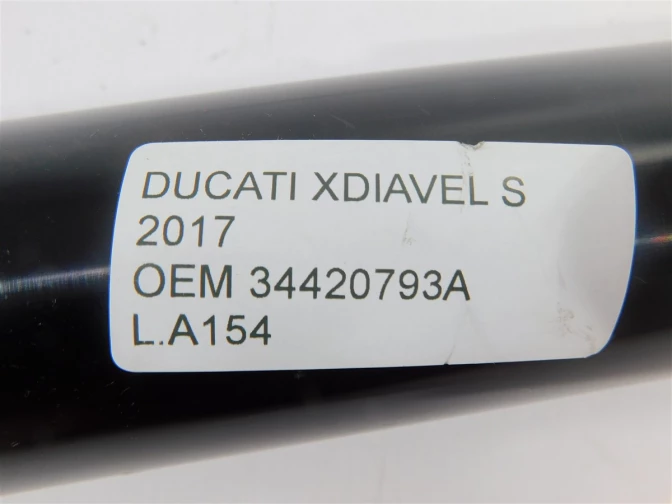 DUCATI XDIAVEL S
2017
OEM 34420793A
L.A154